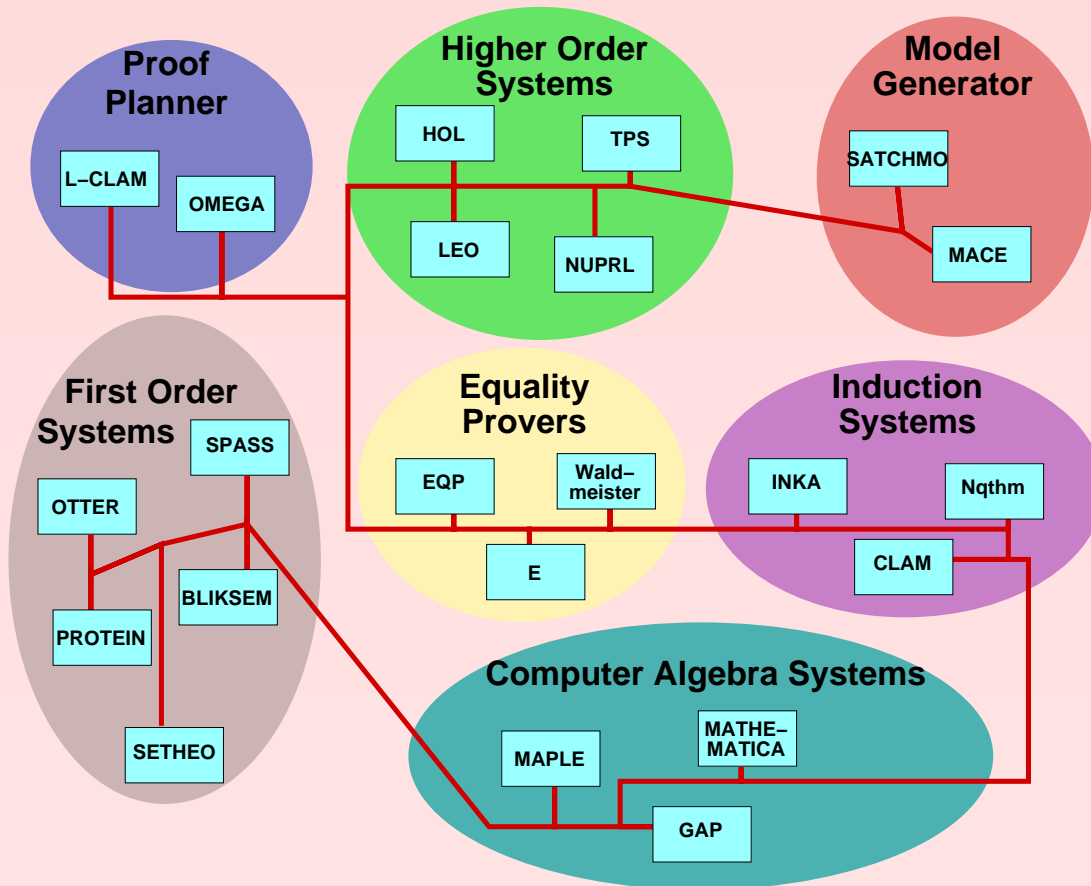 Proof
Planner
L–CLAM
OMEGA
Higher Order
Systems
HOL
TPS
LEO
NUPRL
Model
Generator
SATCHMO
MACE
First Order
Systems
SPASS
OTTER
BLIKSEM
PROTEIN
SETHEO
Equality
Provers
EQP
Wald–
meister
E
Induction
Systems
INKA
Nqthm
CLAM
Computer Algebra Systems
MAPLE
MATHE–
MATICA
GAP